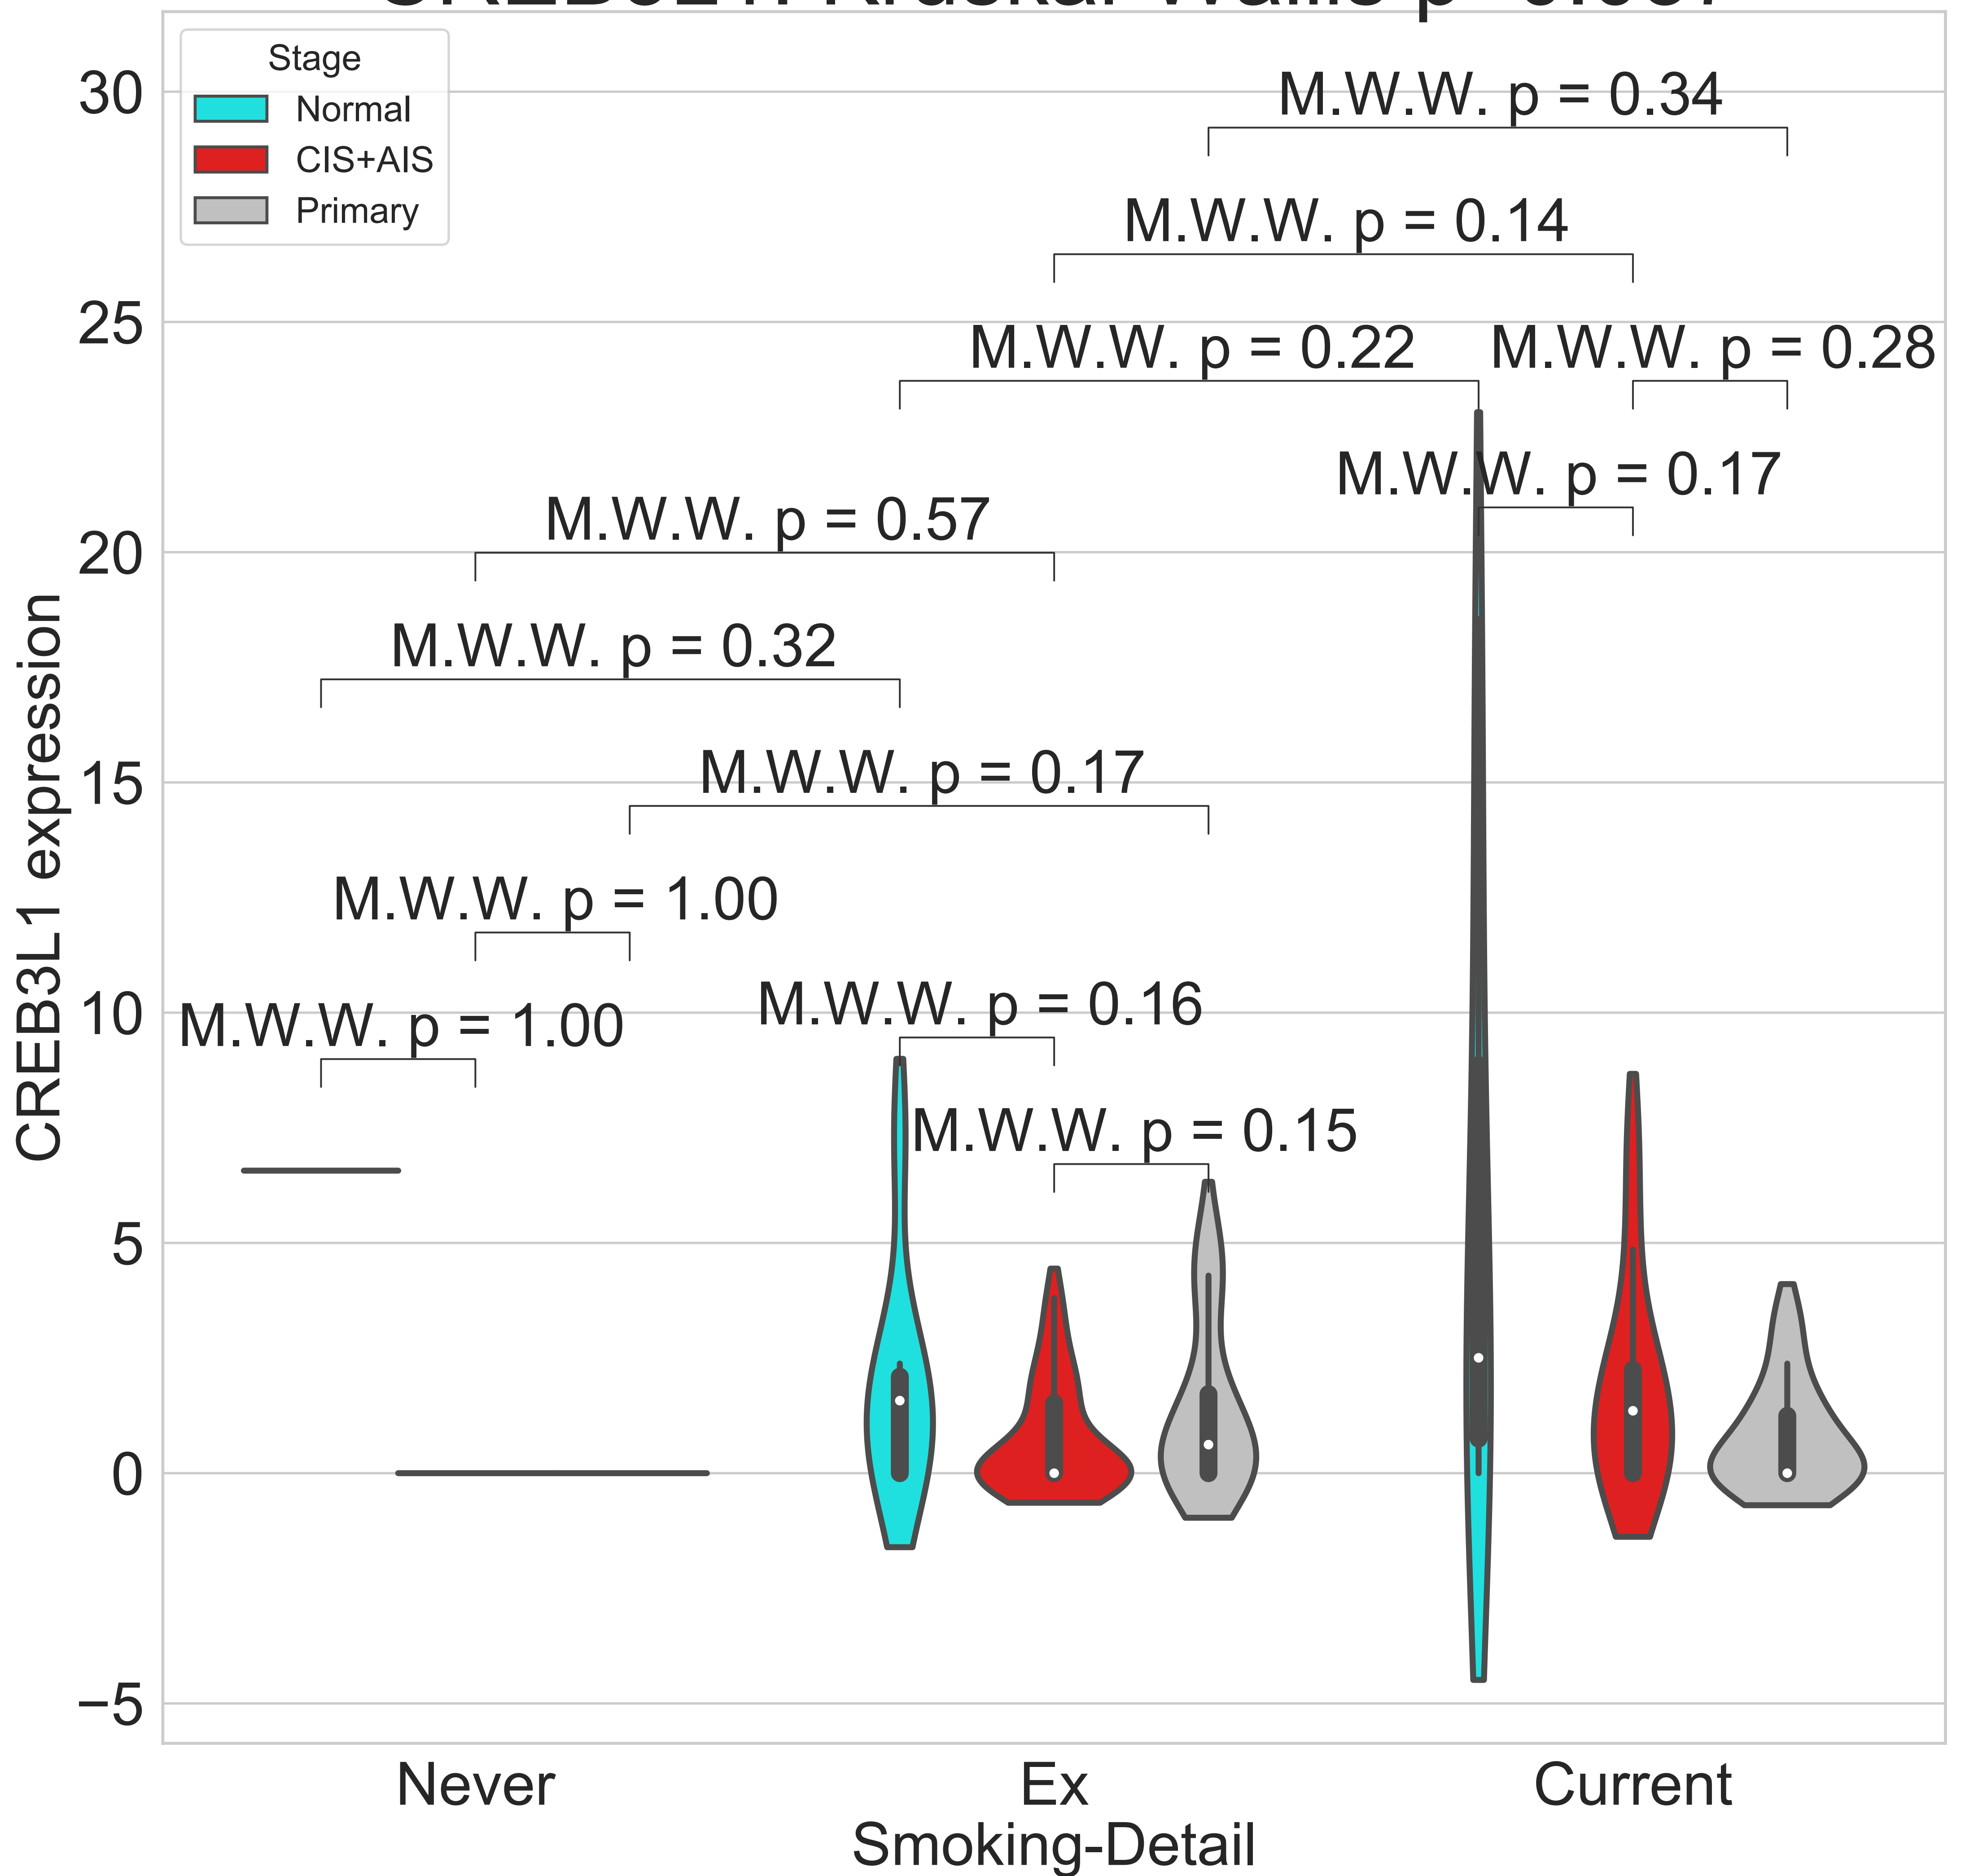 Stage
Normal
CIS+AIS
Primary
30
25
20
15
10
5
0
−5
CREB3L1 expression
M.W.W. p = 0.34
M.W.W. p = 0.14
M.W.W. p = 0.22
M.W.W. p = 0.28
M.W.W. p = 0.17
M.W.W. p = 0.57
M.W.W. p = 0.32
M.W.W. p = 0.17
M.W.W. p = 1.00
M.W.W. p = 1.00
M.W.W. p = 0.16
M.W.W. p = 0.15
Never
Ex
Current
Smoking-Detail